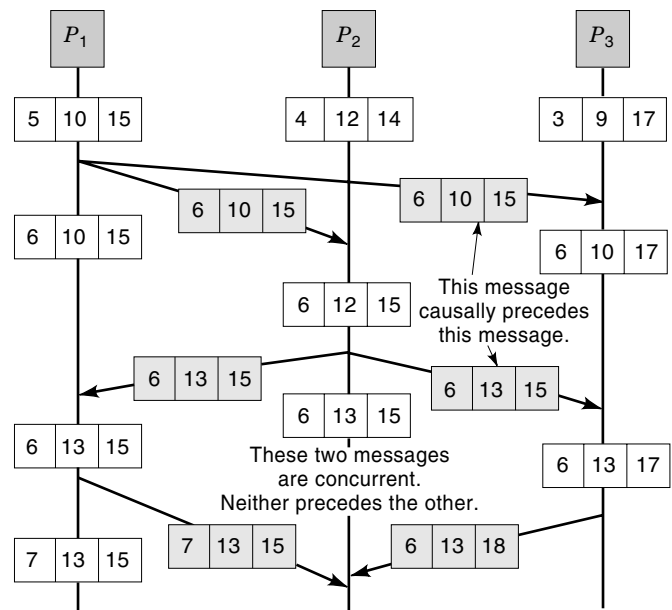 P1 P2 P3
5 10 15 4 12 14 3 9 17
6 10 15
6 10 15
6 10 15
6 10 17
This message
causally precedes
this message.
6 12 15
6 13 15
6 13 15
6 13 15
6 13 15
6 13 17
These two messages
are concurrent.
Neither precedes the other.
7 13 15 6 13 18
7 13 15